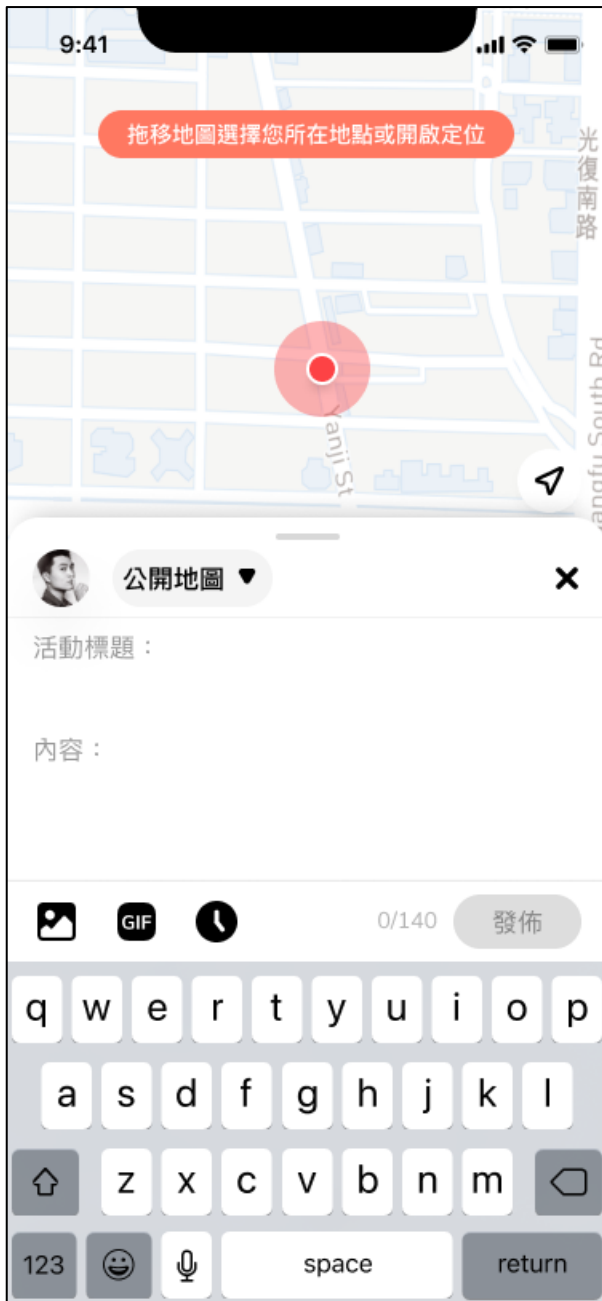 9:41
拖移地圖選擇您所在地點或開啟定位
光復南路
Yanji St
angfu South Rd
公開地圖
活動標題：
內容：
GIF
0/140
發佈
q w e r t y u i o p
a s d f g h j k l
z x c v b n m
123 space return